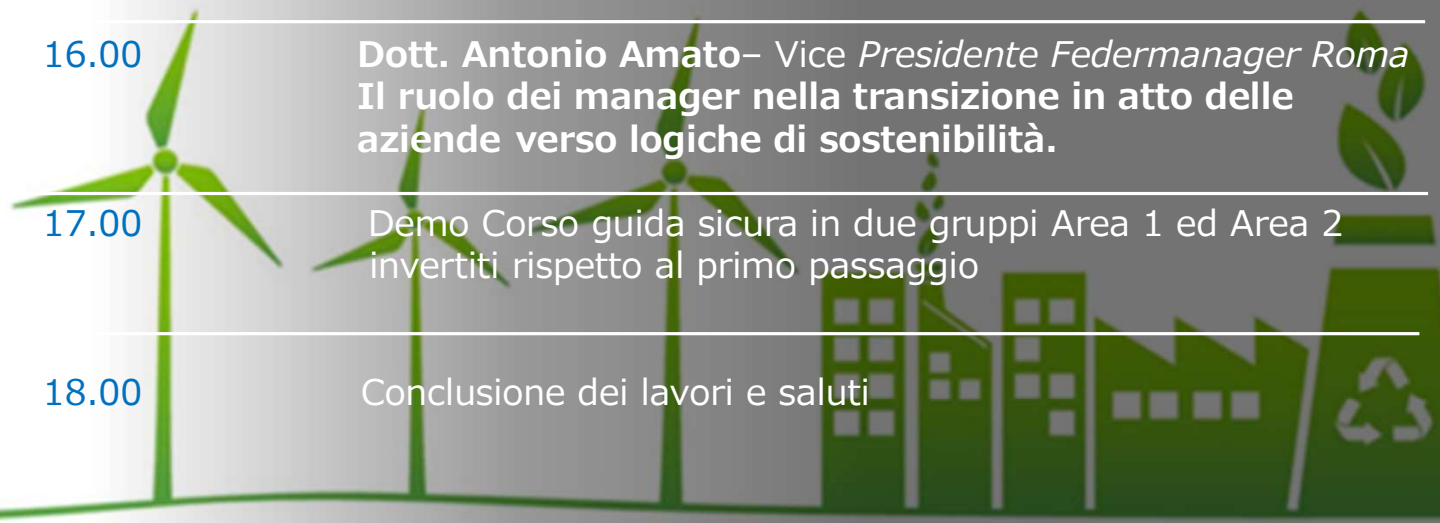 16.00 Dott. Antonio Amato– Vice Presidente Federmanager Roma
Il ruolo dei manager nella transizione in atto delle
aziende verso logiche di sostenibilità.
17.00 Demo Corso guida sicura in due gruppi Area 1 ed Area 2
invertiti rispetto al primo passaggio
18.00 Conclusione dei lavori e saluti